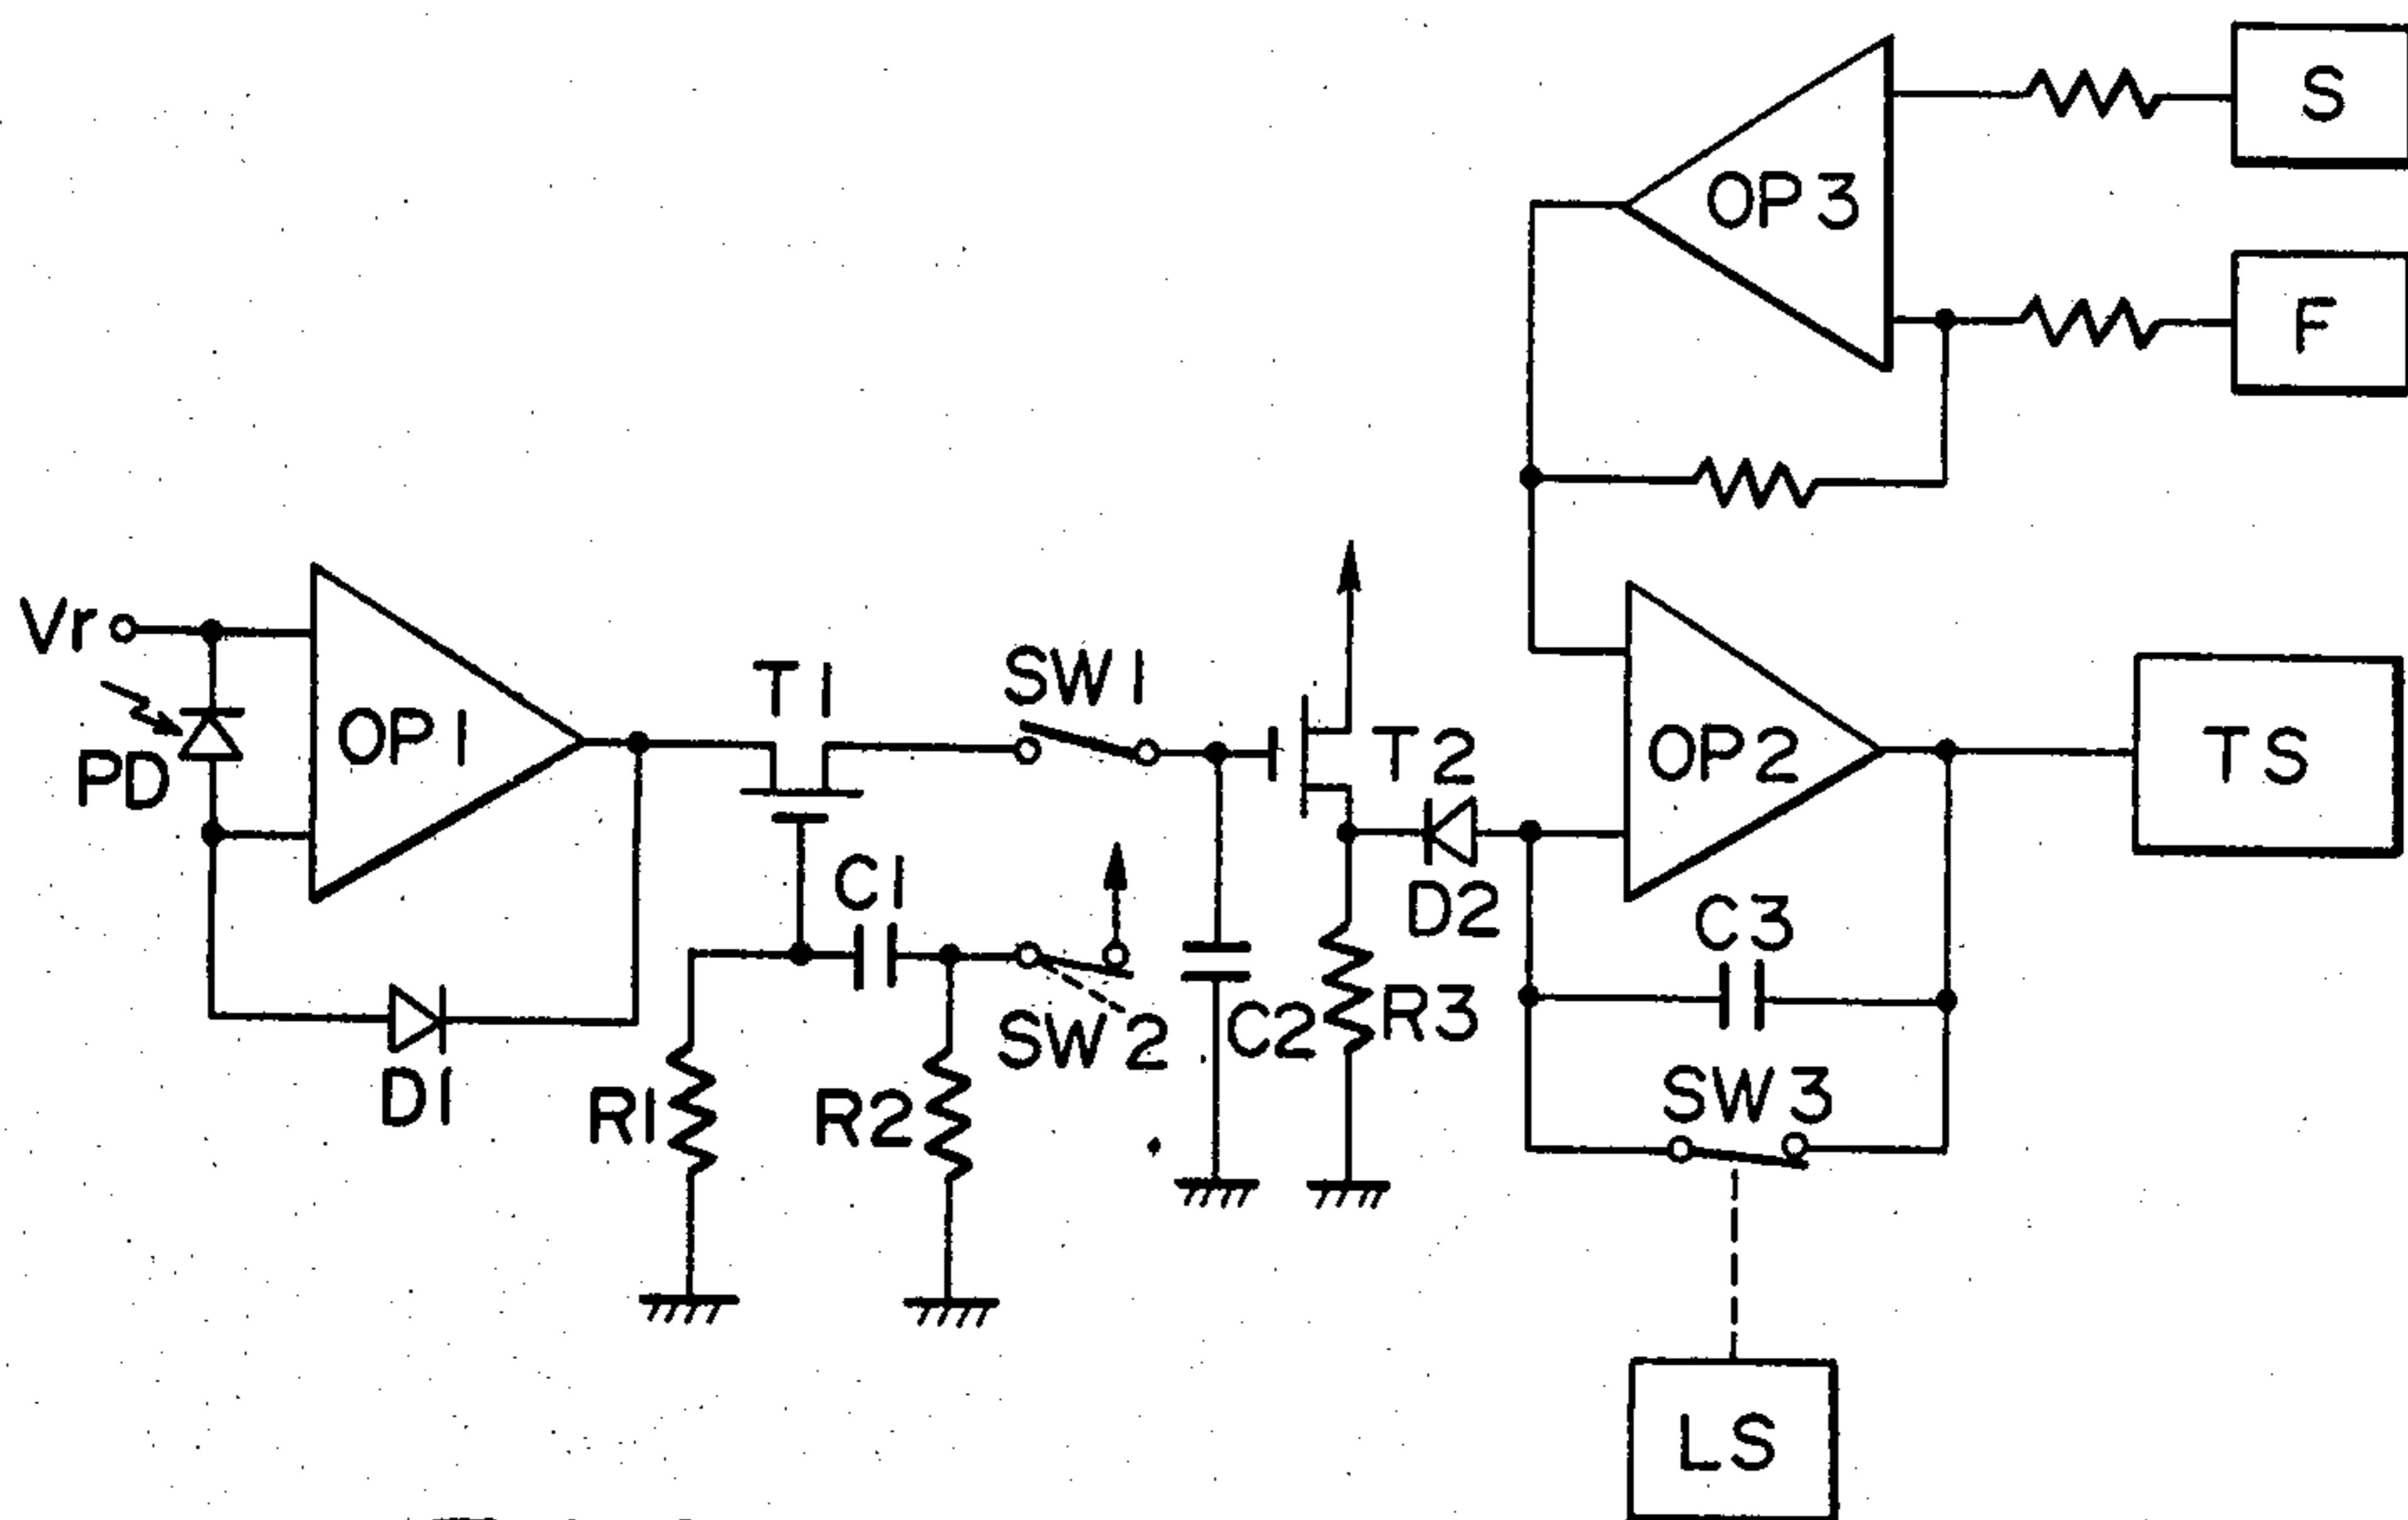 S
OP3
F
Vr
PD
OP1
T1
SW1
T2
OP2
TS
C1
D2
C3
SW2
C2
R3
D1
R1
R2
SW3
LS